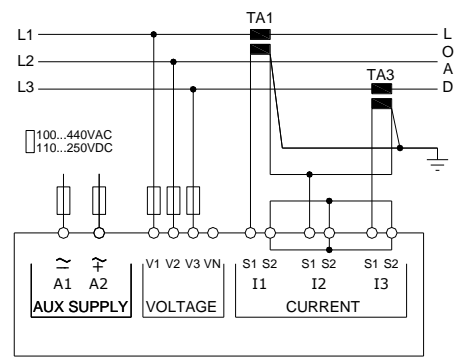 TA1
L1 L
L2 O
TA3
A
L3 D
100...440VAC
110...250VDC
V1 V2 V3 VN S1 S2 S1 S2 S1 S2
A1 A2 I1 I2 I3
AUX SUPPLY VOLTAGE CURRENT